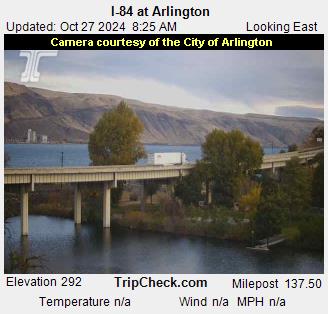 I-84 at Arlington
Updated: Oct 27 2024 8:25 AM Looking East
Camera courtesy of the City of Arlington
Elevation 292 TripCheck.com Milepost 137.50
Temperature n/a Wind n/a MPH n/a